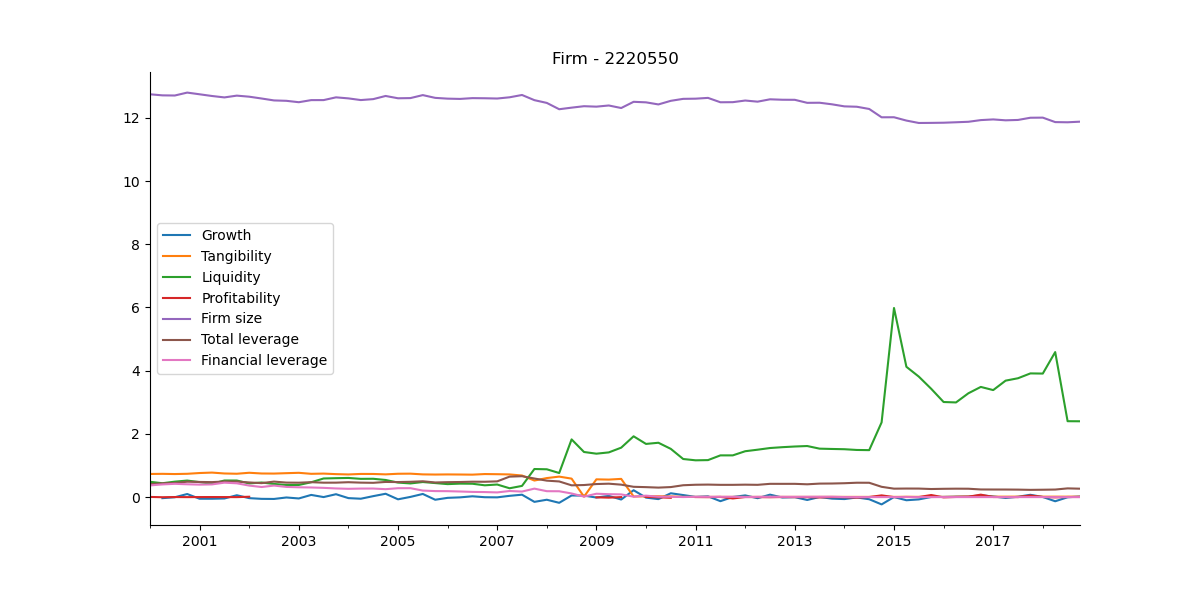 Firm - 2220550
12
10
8
6
4
2
0
Growth
Tangibility
Liquidity
Profitability
Firm size
Total leverage
Financial leverage
2001 2003 2005 2007 2009 2011 2013 2015 2017